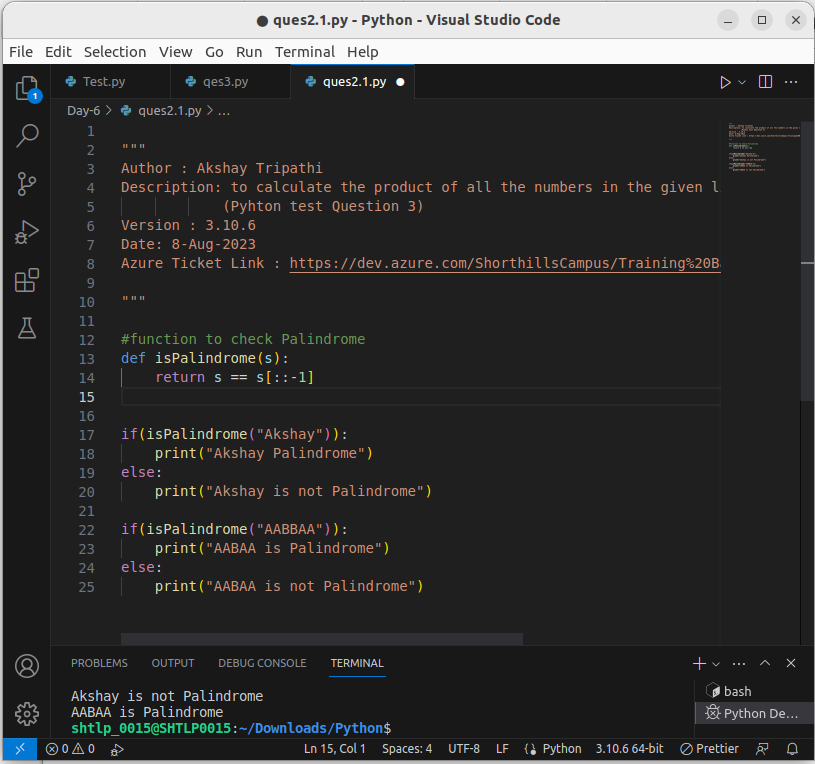 ● ques2.1.py - Python - Visual Studio Code
File Edit Selection View Go Run Terminal Help
Test.py qes3.py ques2.1.py ●
1
Day-6 > ques2.1.py > ...
1
2 """
3 Author : Akshay Tripathi
4 Description: to calculate the product of all the numbers in the given l
5 (Pyhton test Question 3)
6 Version : 3.10.6
7 Date: 8-Aug-2023
8 Azure Ticket Link : https://dev.azure.com/ShorthillsCampus/Training%20B
9
10 """
11
12 #function to check Palindrome
13 def isPalindrome(s):
14 return s == s[::-1]
15
16
17 if(isPalindrome("Akshay")):
18 print("Akshay Palindrome")
19 else:
20 print("Akshay is not Palindrome")
21
22 if(isPalindrome("AABBAA")):
23 print("AABAA is Palindrome")
24 else:
25 print("AABAA is not Palindrome")
PROBLEMS OUTPUT DEBUG CONSOLE TERMINAL
Akshay is not Palindrome
AABAA is Palindrome
shtlp_0015@SHTLP0015:~/Downloads/Python$
bash
Python De...
0 0 Ln 15, Col 1 Spaces: 4 UTF-8 LF Python 3.10.6 64-bit Prettier